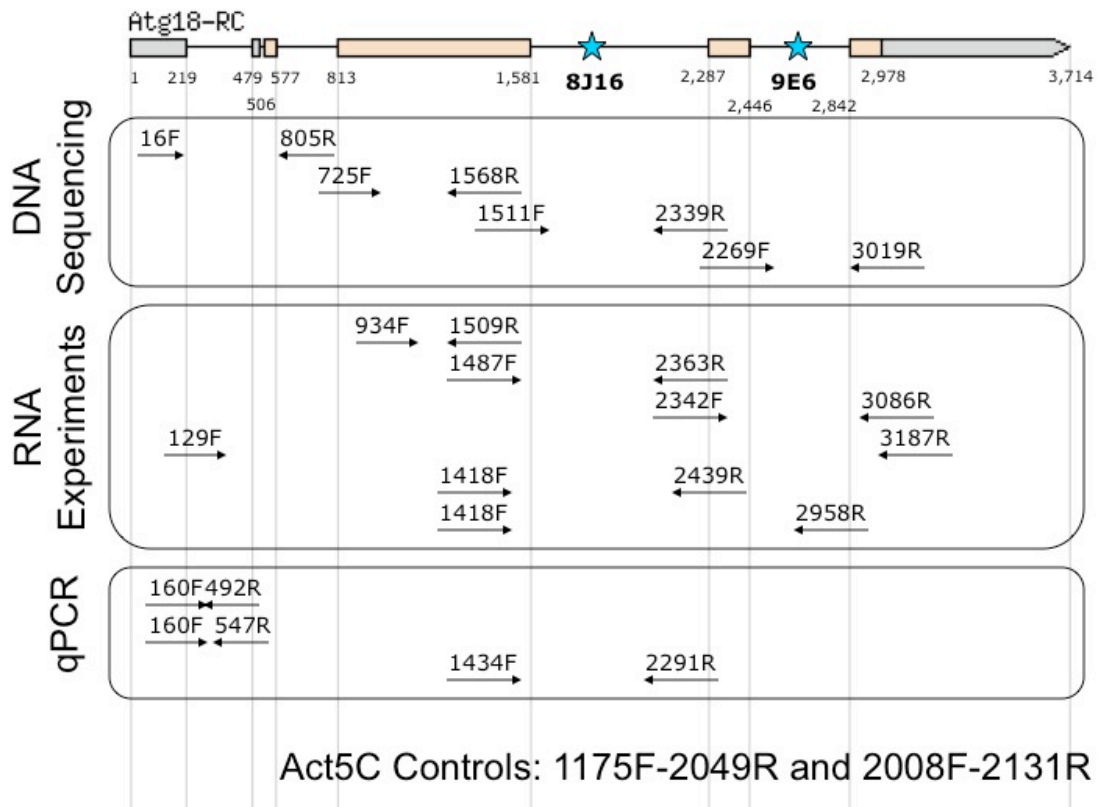 Atg18-RC
1 219 479 577 813 1,581 8J16 2,287 9E6 2,978 3,714
506 2,446 2,842
DNA
Sequencing
16F 805R
725F 1568R
1511F 2339R
2269F 3019R
RNA
Experiments
934F 1509R
1487F 2363R
2342F 3086R
129F 3187R
1418F 2439R
1418F 2958R
qPCR
160F 492R
160F 547R
1434F 2291R
Act5C Controls: 1175F-2049R and 2008F-2131R